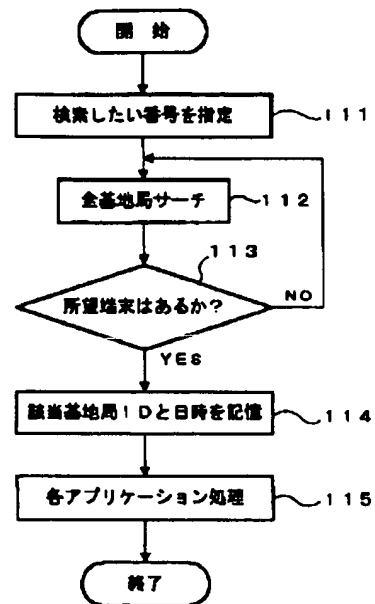 開 始
検索したい番号を指定
111
全基地局サーチ
112
113
所望端末はあるか?
NO
YES
該当基地局IDと日時を記憶
114
各アプリケーション処理
115
終了